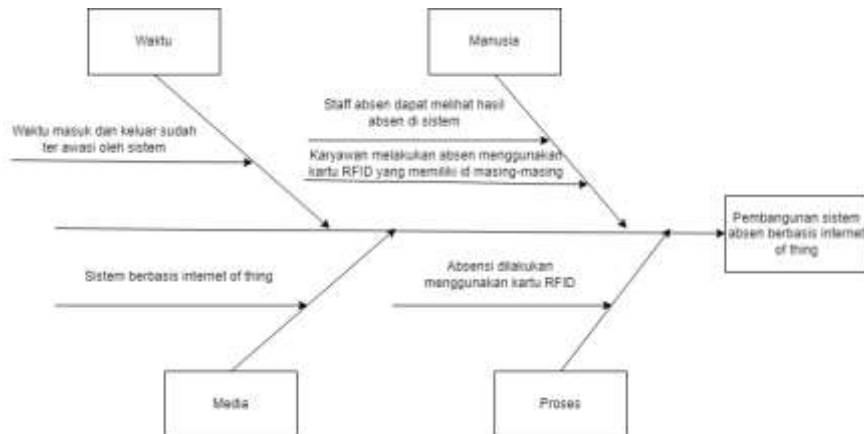 Waktu
Manusia
Staff absen dapat melihat hasil
absen di sistem
Waktu masuk dan keluar sudah
ter awasi oleh sistem
Karyawan melakukan absen menggunakan
kartu RFID yang memiliki id masing-masing
Pembangunan sistem
absen berbasis internet
of thing
Sistem berbasis internet of thing
Absensi dilakukan
menggunakan kartu RFID
Media
Proses